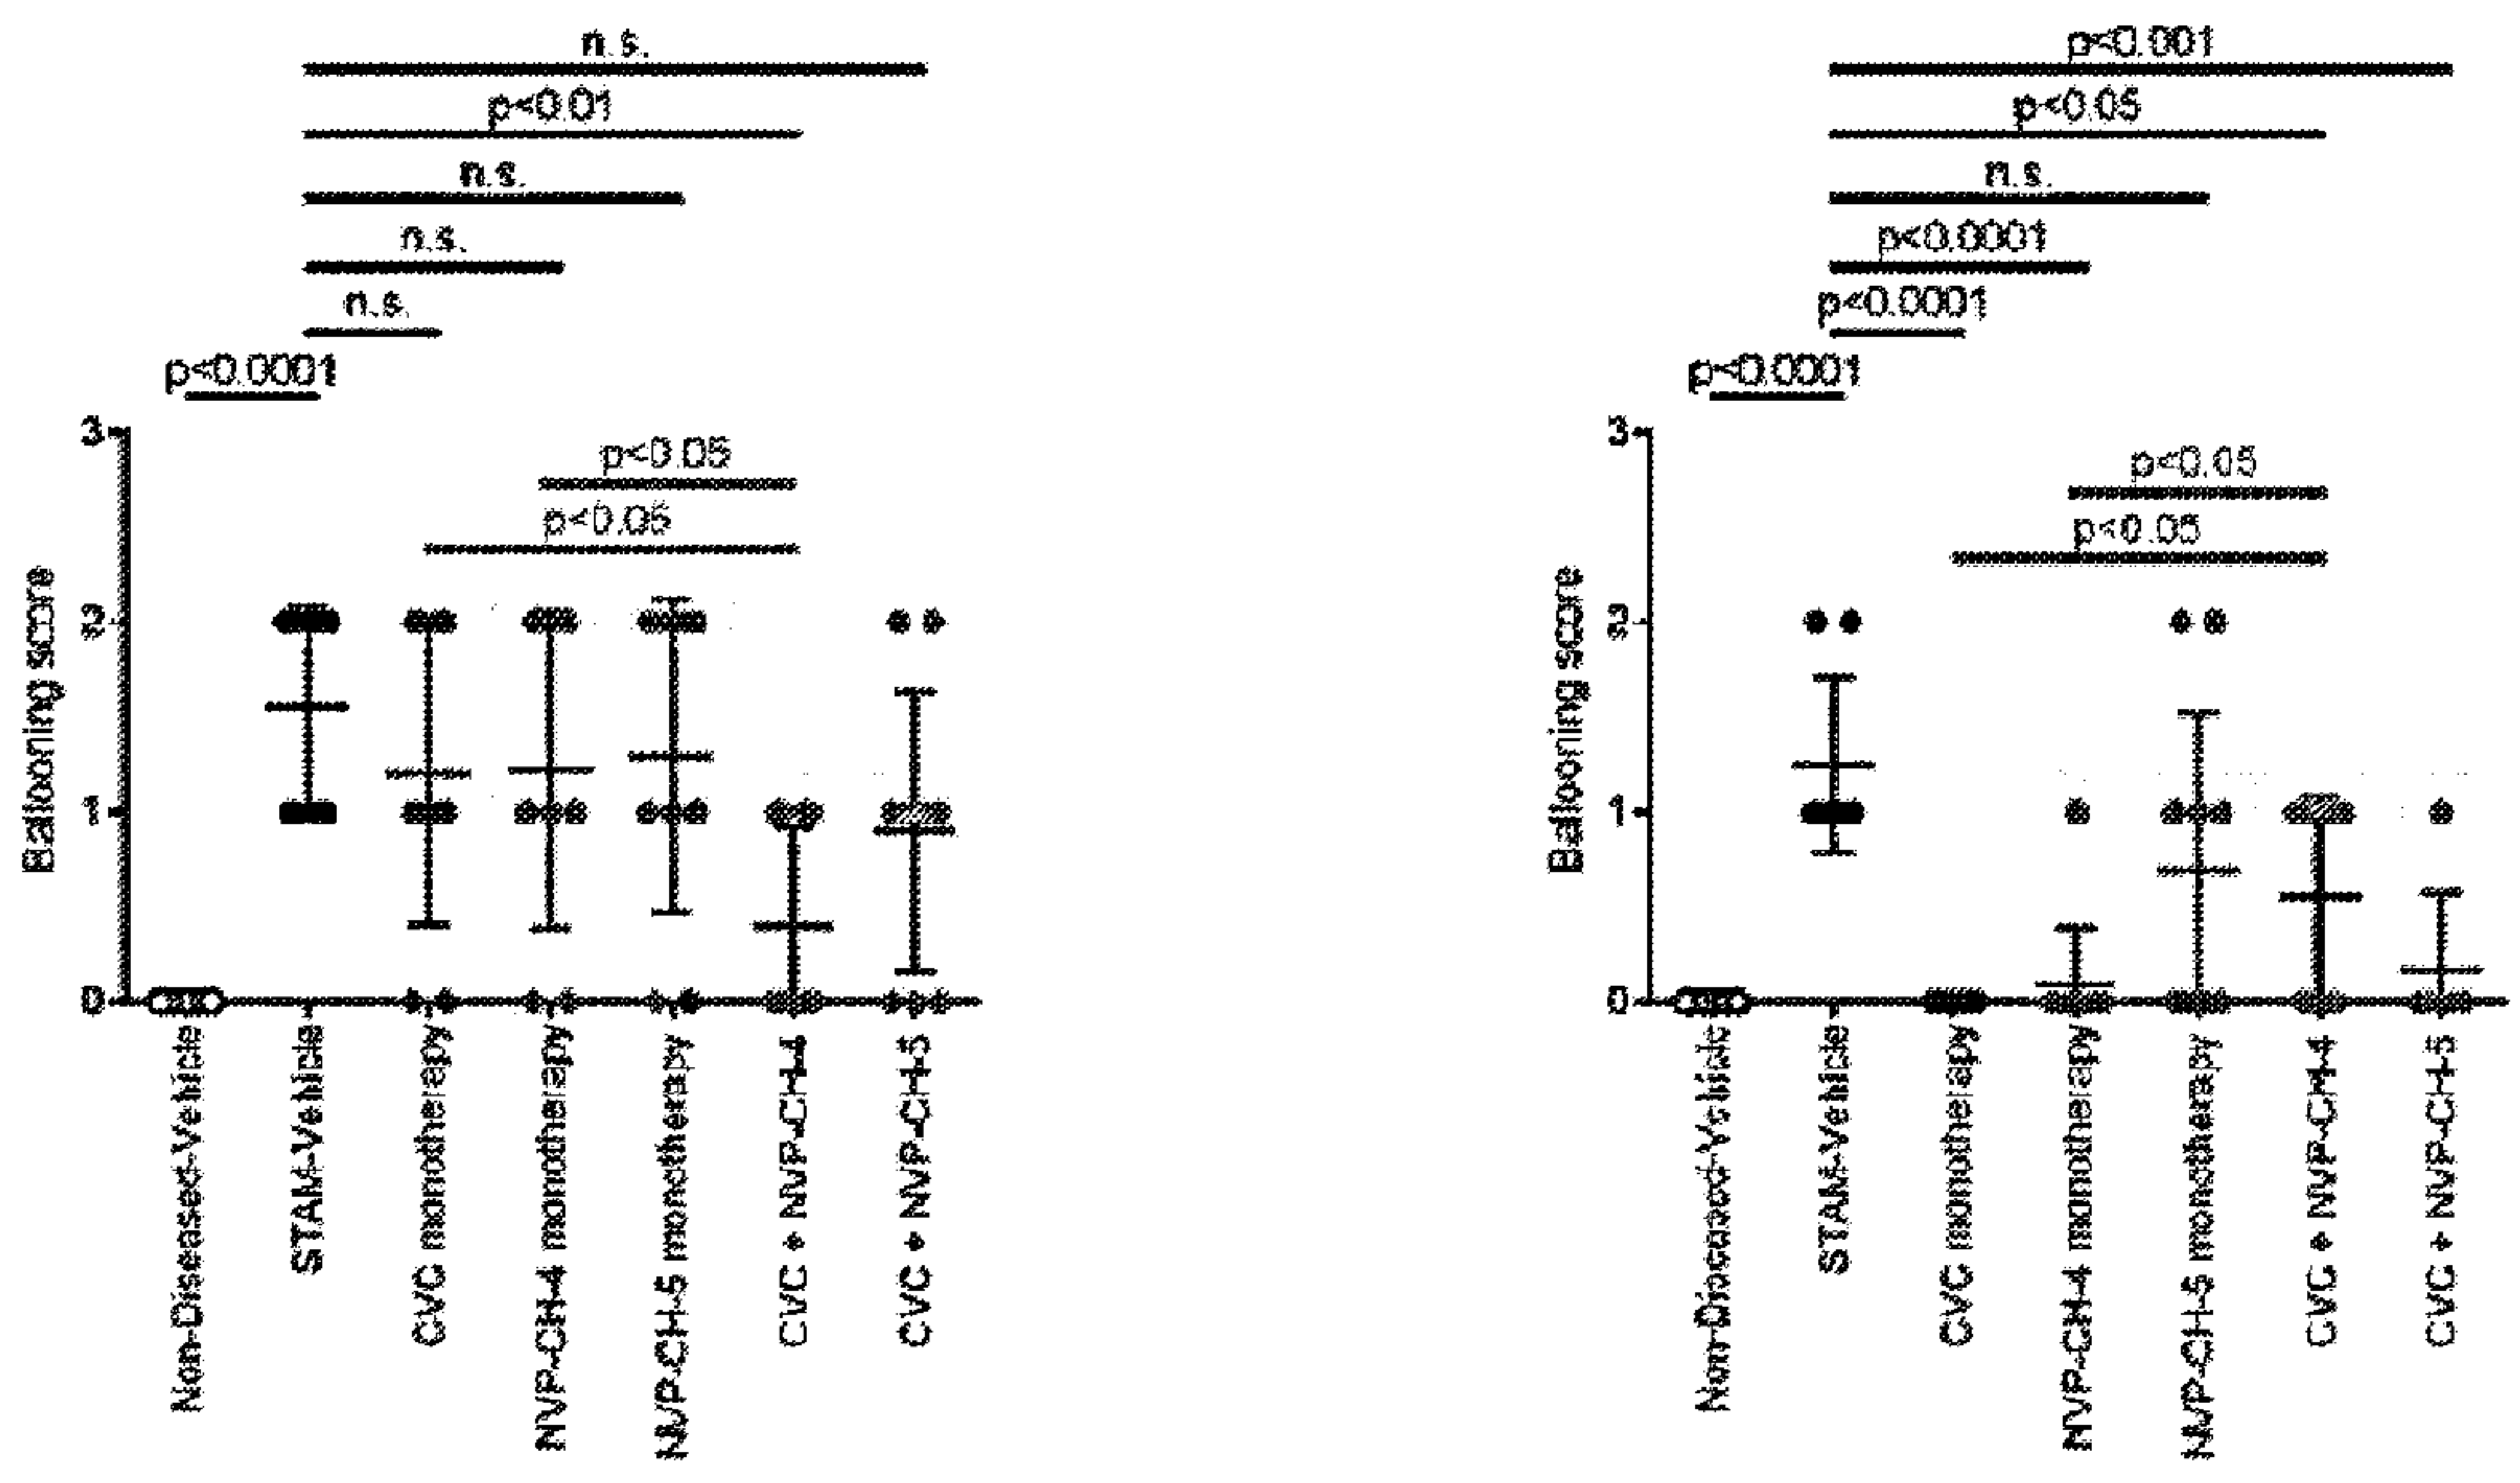 n.s.
p<0.01
n.s.
n.s.
n.s.
p<0.0001
p<0.05
p<0.05
3
2
1
0
Ballooning score
Non-Diseased-Vehicle
STAM-Vehicle
CVC monotherapy
NVP-CH-4 monotherapy
NVP-CH-5 monotherapy
CVC + NVP-CH-4
CVC + NVP-CH-5
p<0.001
p<0.05
n.s.
p<0.0001
p<0.0001
p<0.0001
p<0.05
p<0.05
3
2
1
0
Ballooning score
Non-Diseased-Vehicle
STAM-Vehicle
CVC monotherapy
NVP-CH-4 monotherapy
NVP-CH-5 monotherapy
CVC + NVP-CH-4
CVC + NVP-CH-5